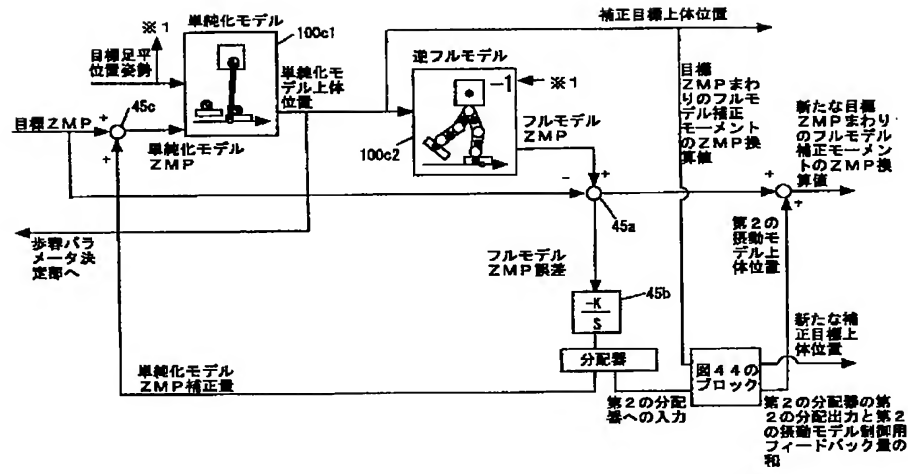 単純化モデル
※1
100c1
目標足平
位置姿勢
単純化モ
デル上体
位置
補正目標上体位置
逆フルモデル
-1
※1
100c2
フルモデル
ZMP
目標
ZMPまわ
りのフルモ
デル補正
モーメント
のZMP換
算値
新たな目標
ZMPまわり
のフルモデル
補正モーメン
トのZMP換
算値
目標ZMP
+
45c
+
単純化モデル
ZMP
-
+
45a
+
+
歩容パラ
メータ決
定部へ
フルモデル
ZMP誤差
第2の
摂動モ
デル上
体位置
-K
S
45b
分配器
新たな補
正目標上
体位置
図44の
ブロック
単純化モデル
ZMP補正量
第2の分配
器への入力
第2の分配器の第
2の分配出力と第2
の摂動モデル制御用
フィードバック量の
和